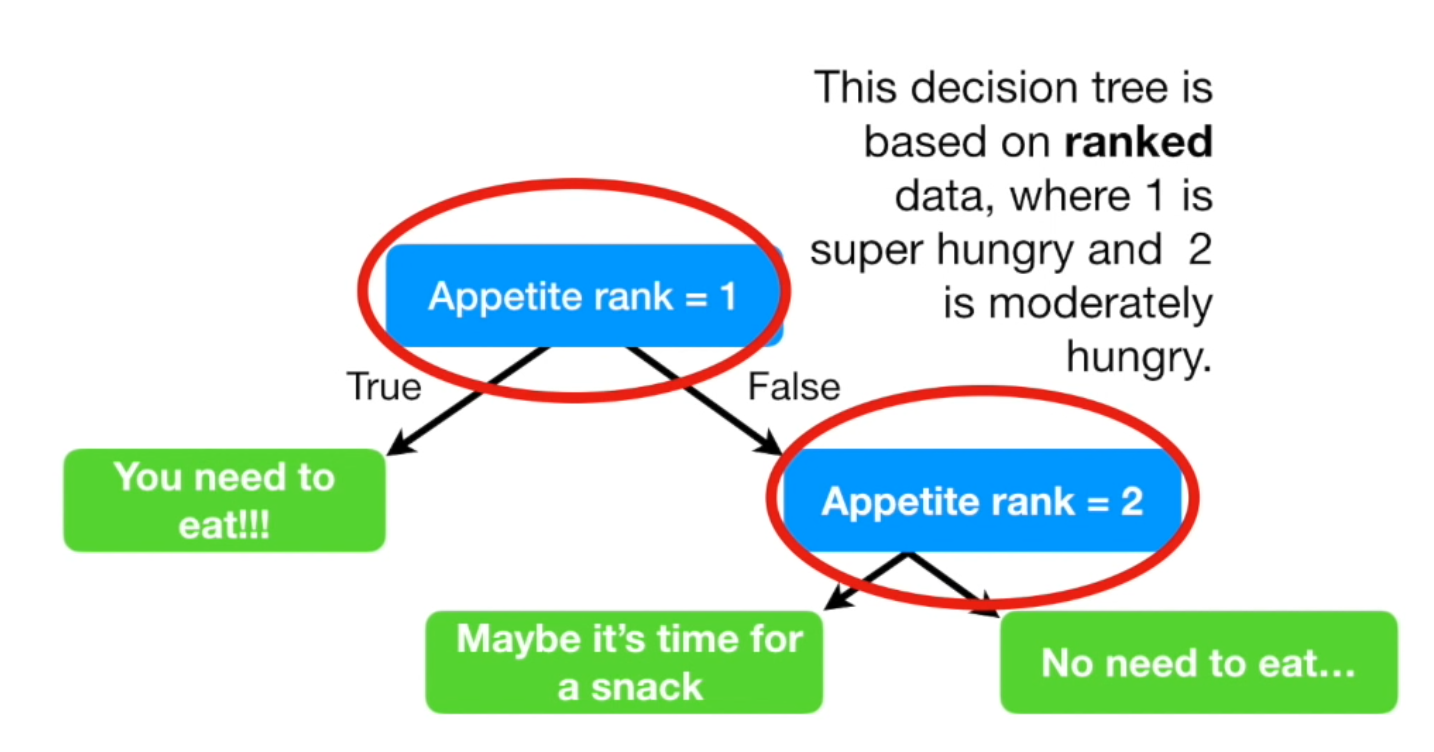 This decision tree is
based on ranked
data, where 1 is
super hungry and 2
is moderately
hungry.
Appetite rank = 1
True
False
You need to
eat!!!
Appetite rank = 2
Maybe it’s time for
a snack
No need to eat…